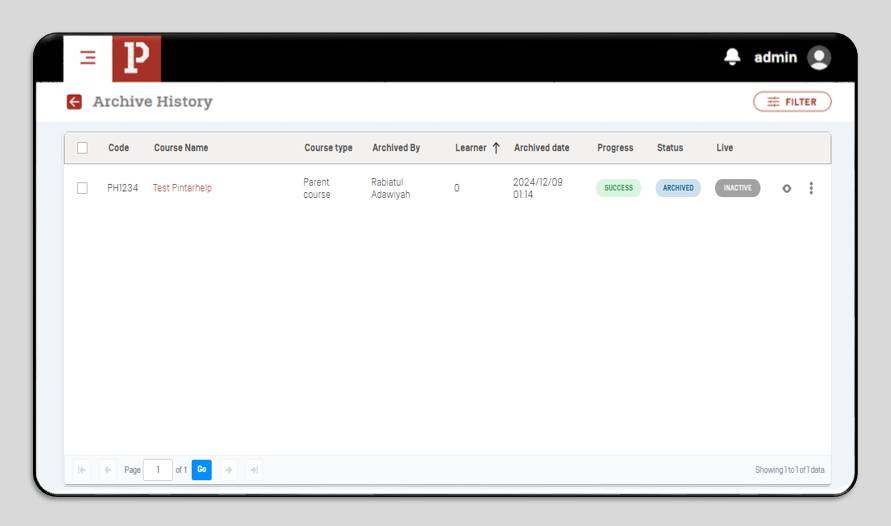 P
admin
Archive History
FILTER
Code Course Name Course type Archived By Learner Archived date Progress Status Live
PH1234 Test Pintarhelp Parent course Rabiatul Adawiyah 0 2024/12/09 01:14 SUCCESS ARCHIVED INACTIVE
Page 1 of 1 Go
Showing 1 to 1 of 1 data